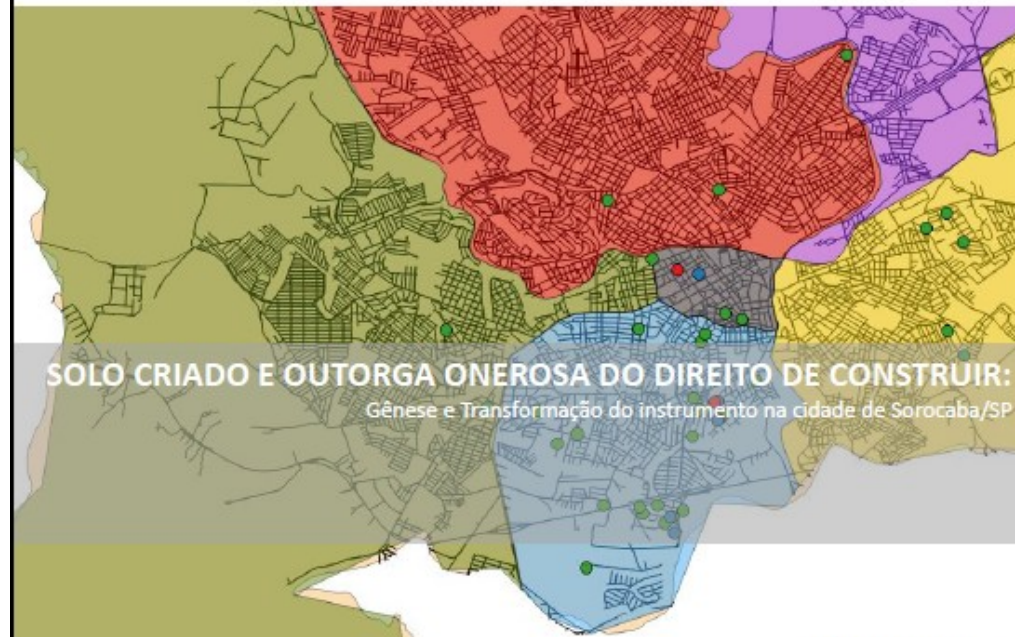 SOLO CRIADO E OUTORGA ONEROSA DO DIREITO DE CONSTRUIR:
Gênese e Transformação do instrumento na cidade de Sorocaba/SP